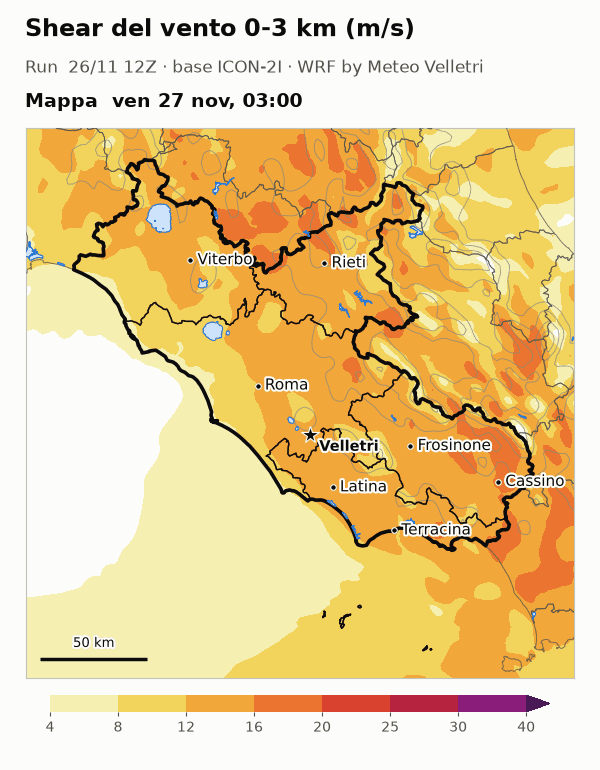 Shear del vento 0-3 km (m/s)
Run  26/11 12Z · base ICON-2I · WRF by Meteo Velletri
Mappa  ven 27 nov, 03:00
Viterbo
Rieti
Roma
Velletri
Frosinone
Cassino
Latina
Terracina
50 km
4 8 12 16 20 25 30 40